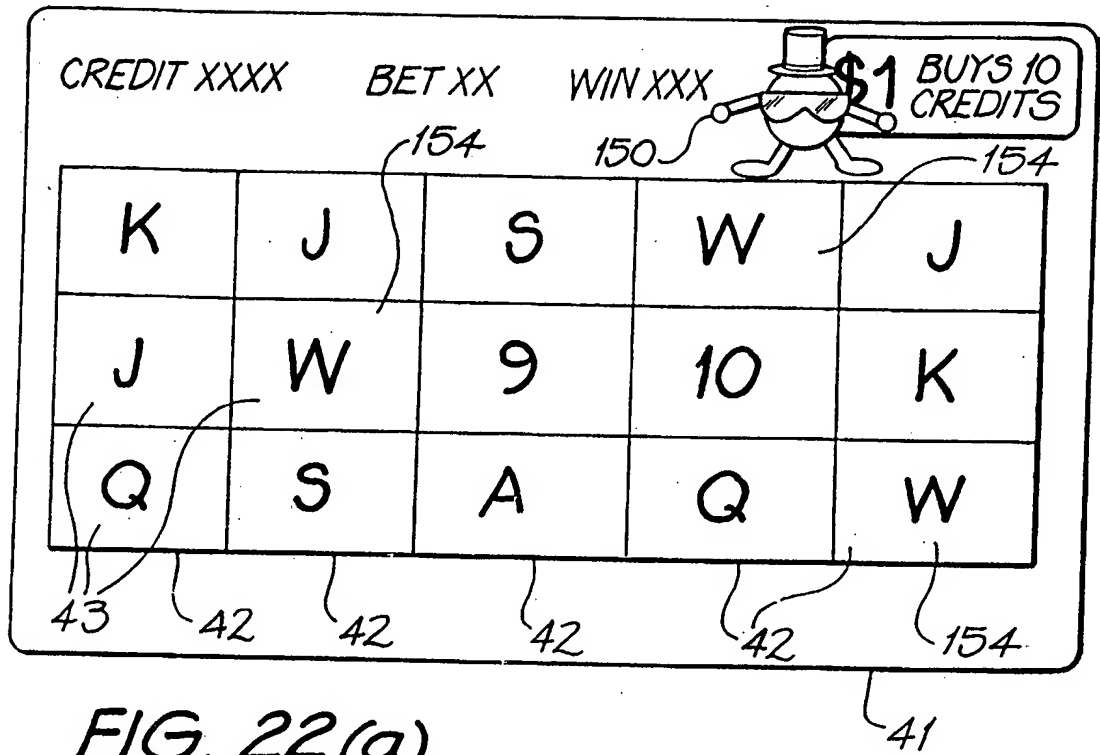 CREDIT XXXX BET XX WIN XXX $1 BUYS 10
CREDITS
154 150 154
K J S W J
J W 9 10 K
Q S A Q W
43 42 42 42 42 154
41
FIG. 22(a)